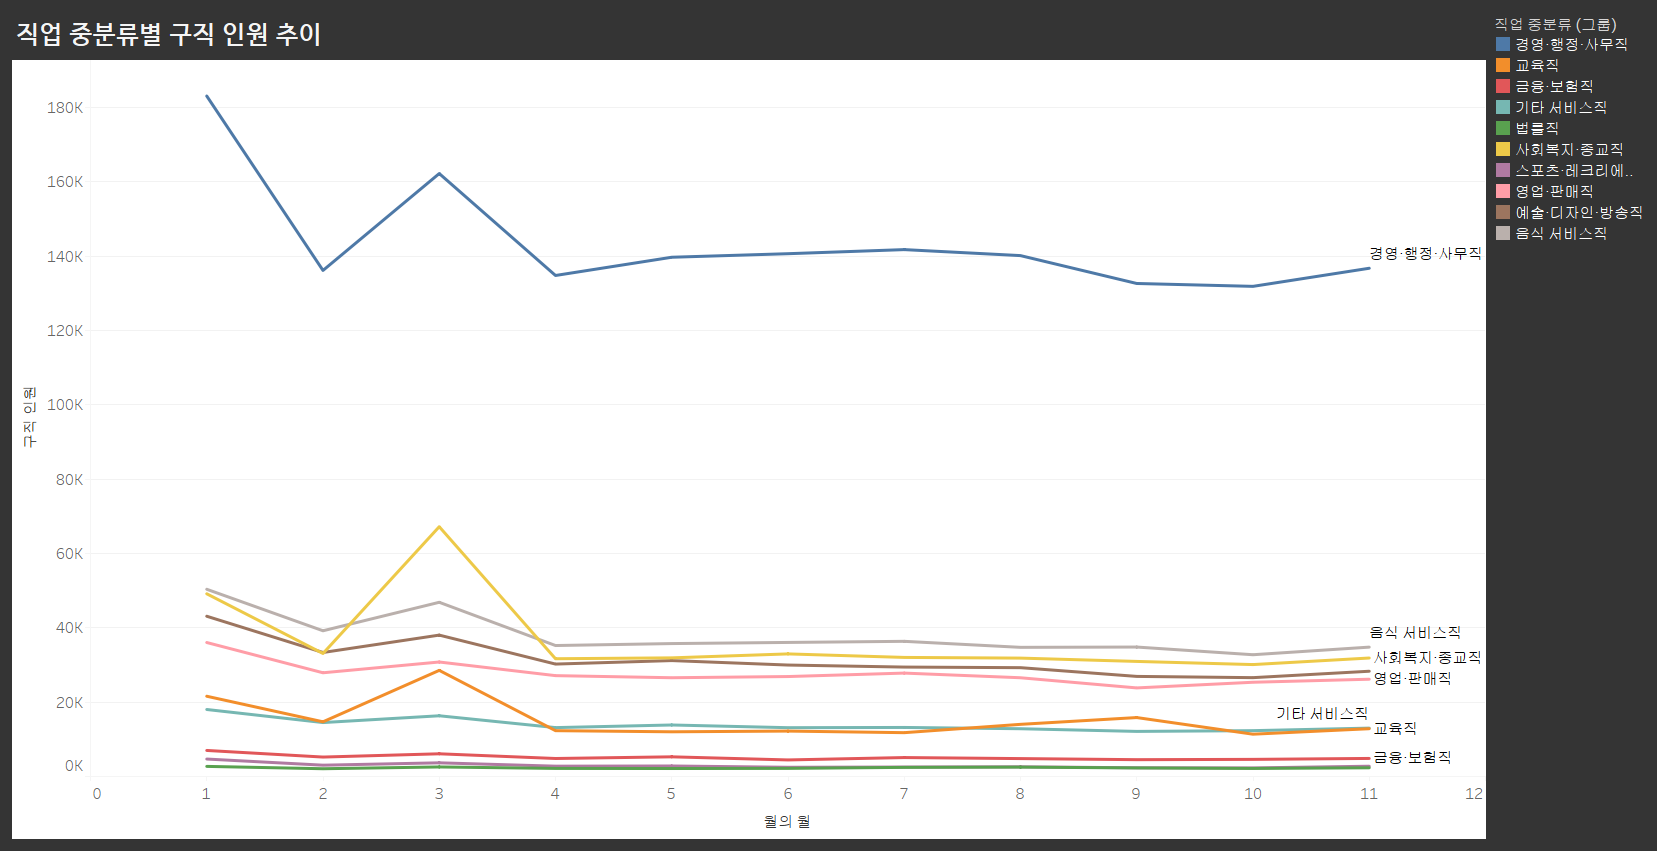 직업 중분류별 구직 인원 추이
직업 중분류 (그룹)
경영·행정·사무직
교육직
금융·보험직
기타 서비스직
법률직
사회복지·종교직
스포츠·레크리에..
영업·판매직
예술·디자인·방송직
음식 서비스직
180K
160K
140K
120K
100K
80K
60K
40K
20K
0K
구직 인원
경영·행정·사무직
음식 서비스직
사회복지·종교직
영업·판매직
기타 서비스직
교육직
금융·보험직
0 1 2 3 4 5 6 7 8 9 10 11 12
월의 월